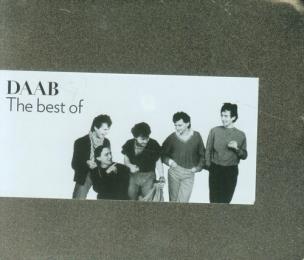 DAAB
The best of